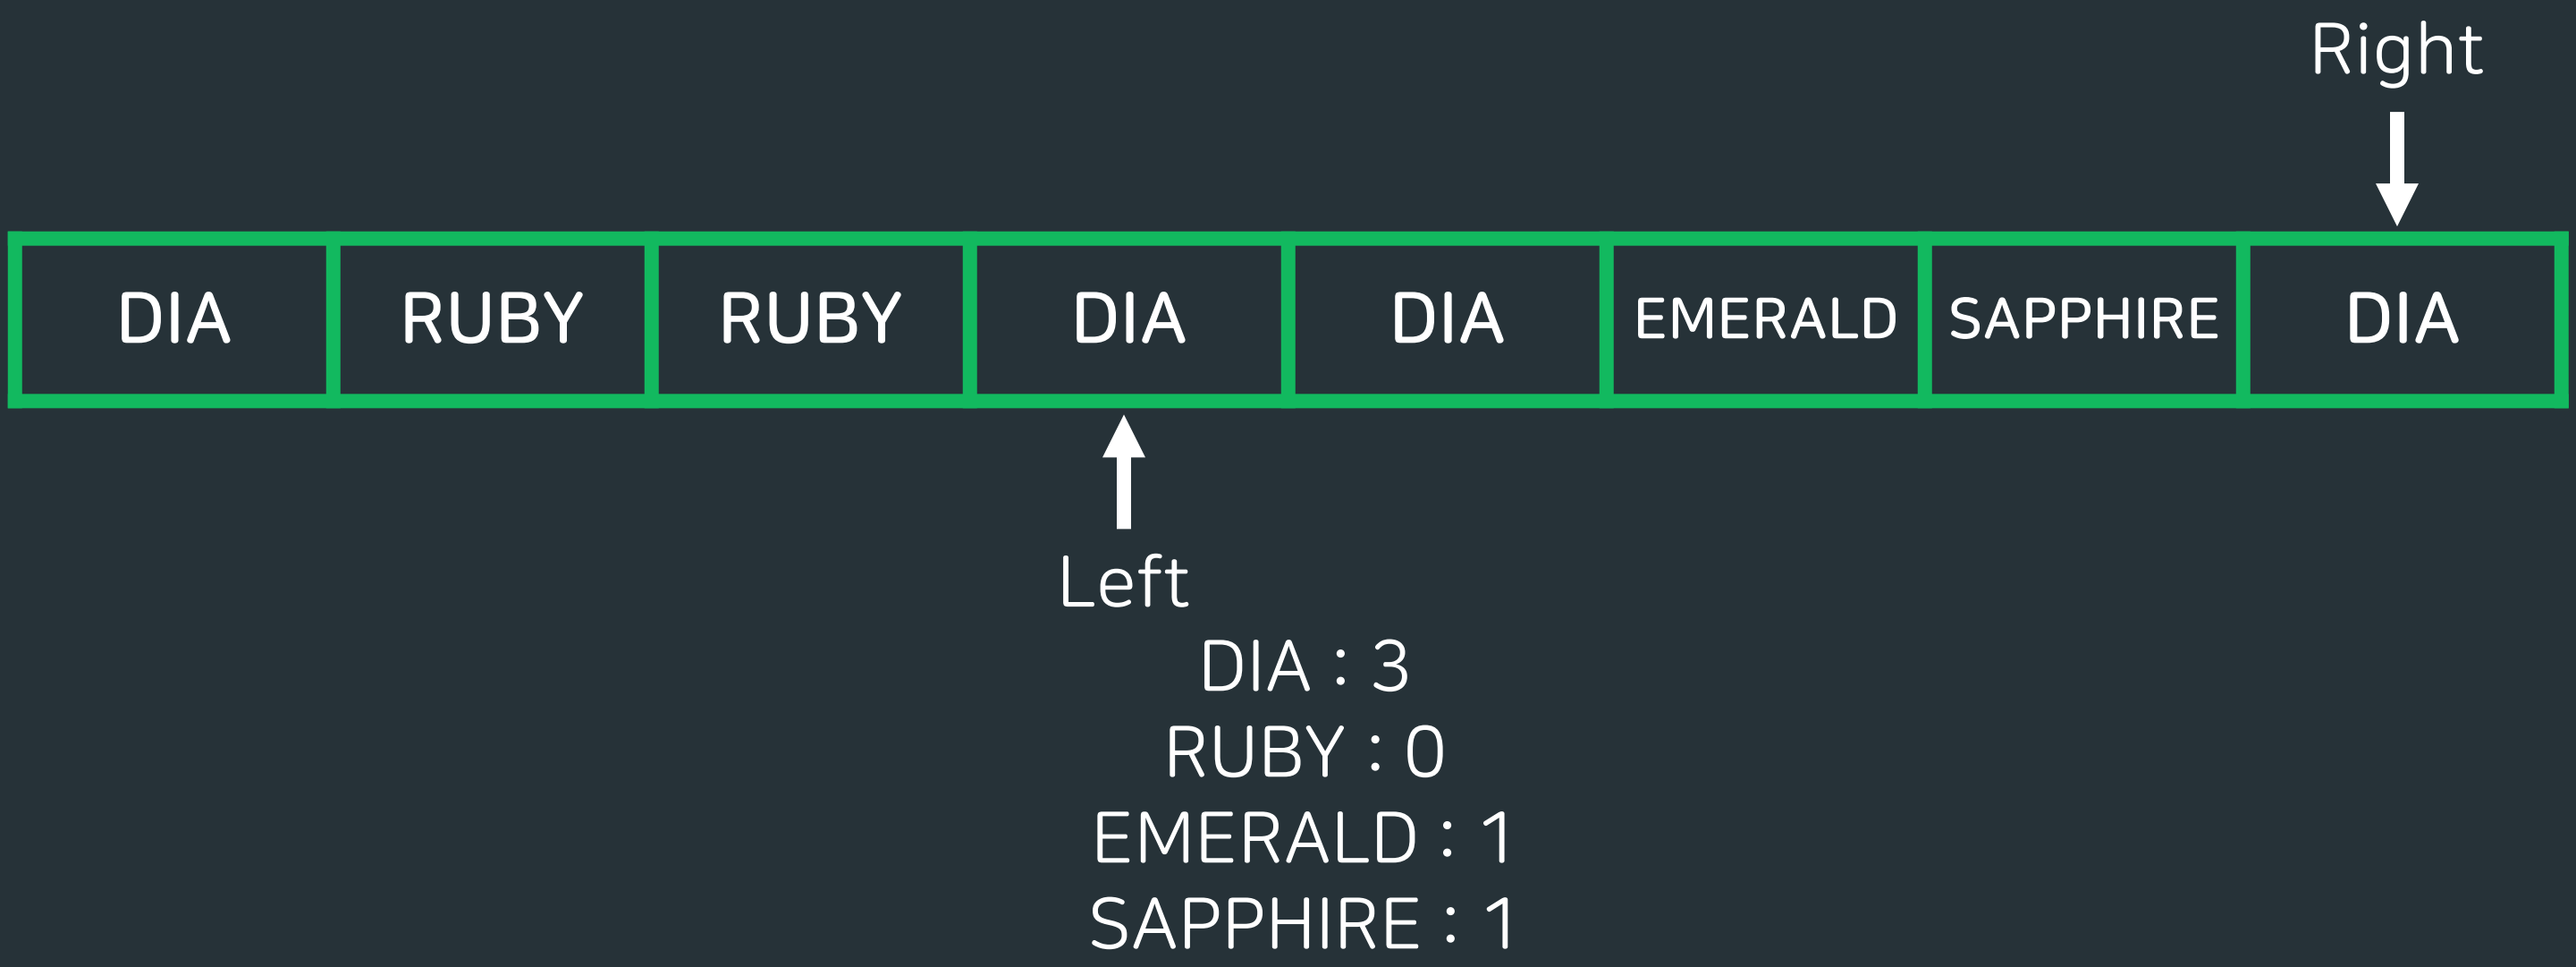 Right
DIA RUBY RUBY DIA DIA EMERALD SAPPHIRE DIA
Left
DIA : 3
RUBY : 0
EMERALD : 1
SAPPHIRE : 1